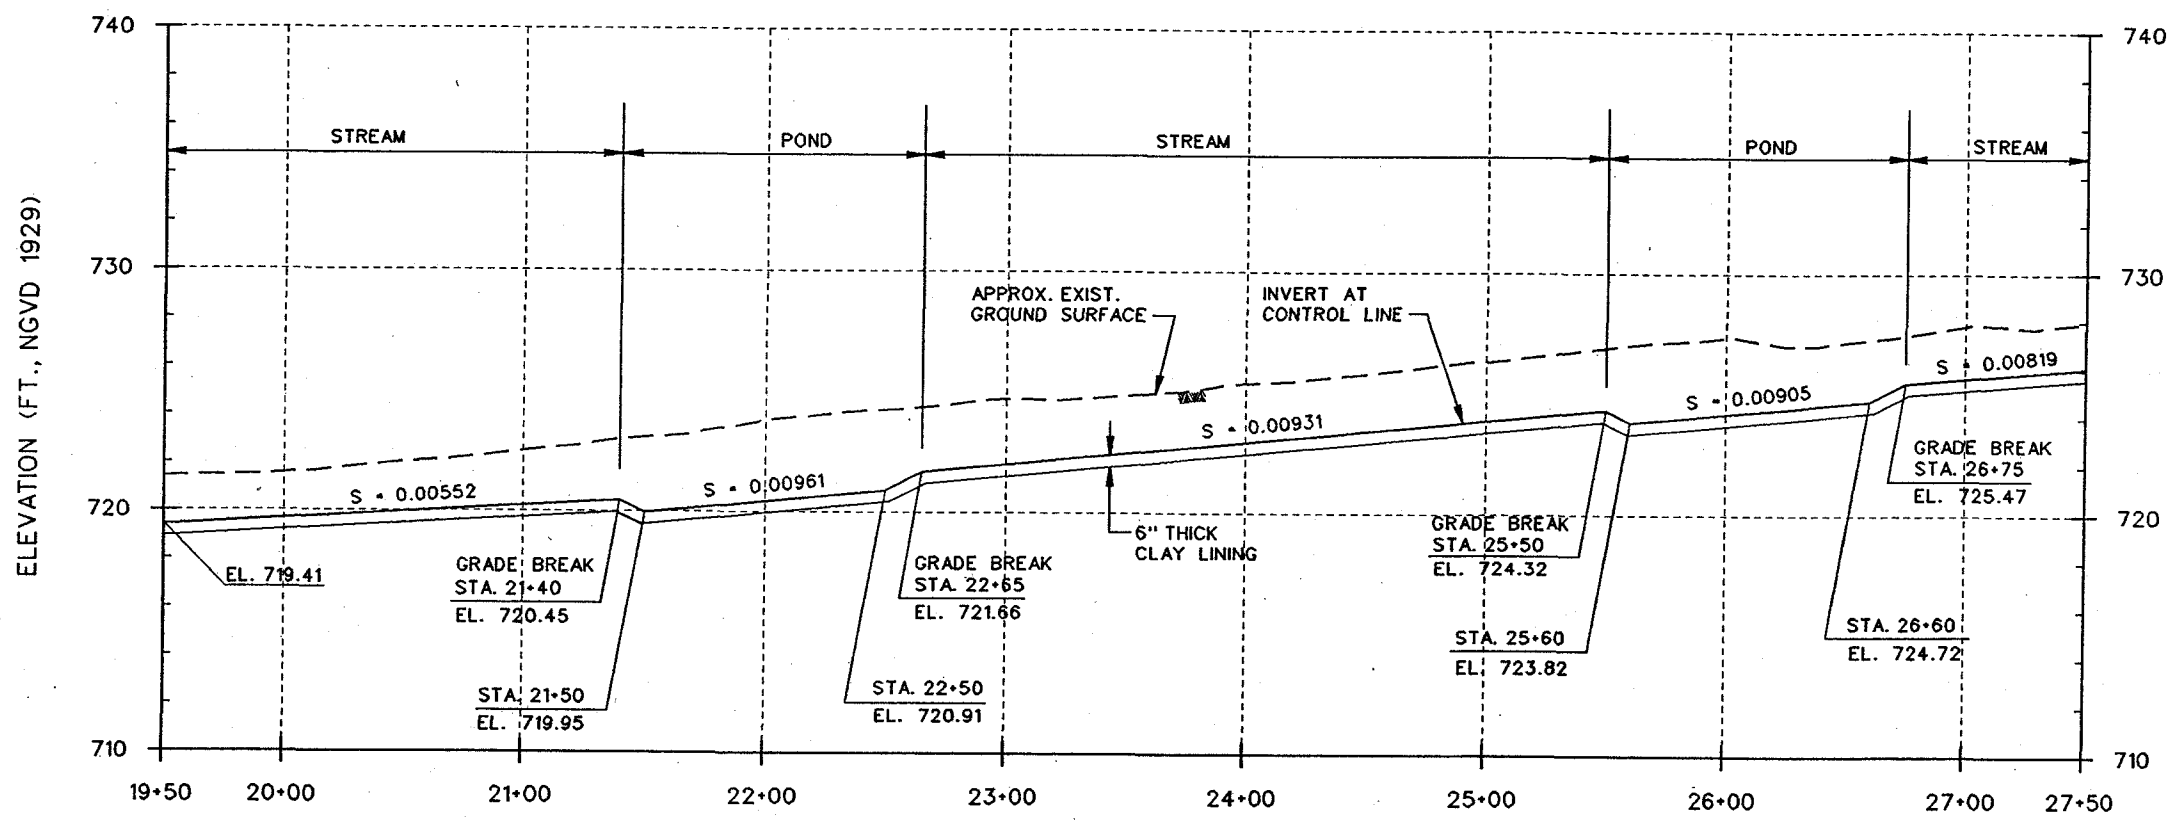 740
740
STREAM
POND
STREAM
POND
STREAM
ELEVATION (FT., NGVD 1929)
730
730
APPROX. EXIST.
GROUND SURFACE
INVERT AT
CONTROL LINE
S = 0.00552
S = 0.00961
S = 0.00931
S = 0.00905
S = 0.00819
720
720
EL. 719.41
GRADE BREAK
STA. 21+40
EL. 720.45
STA. 21+50
EL. 719.95
GRADE BREAK
STA. 22+65
EL. 721.66
STA. 22+50
EL. 720.91
6" THICK
CLAY LINING
GRADE BREAK
STA. 25+50
EL. 724.32
STA. 25+60
EL. 723.82
GRADE BREAK
STA. 26+75
EL. 725.47
STA. 26+60
EL. 724.72
710
710
19+50
20+00
21+00
22+00
23+00
24+00
25+00
26+00
27+00
27+50